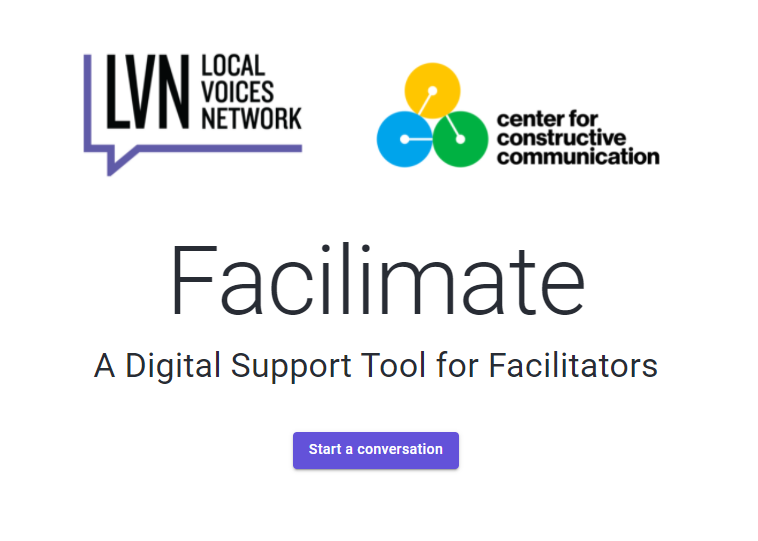 LVN
LOCAL
VOICES
NETWORK
center for
constructive
communication
Facilimate
A Digital Support Tool for Facilitators
Start a conversation